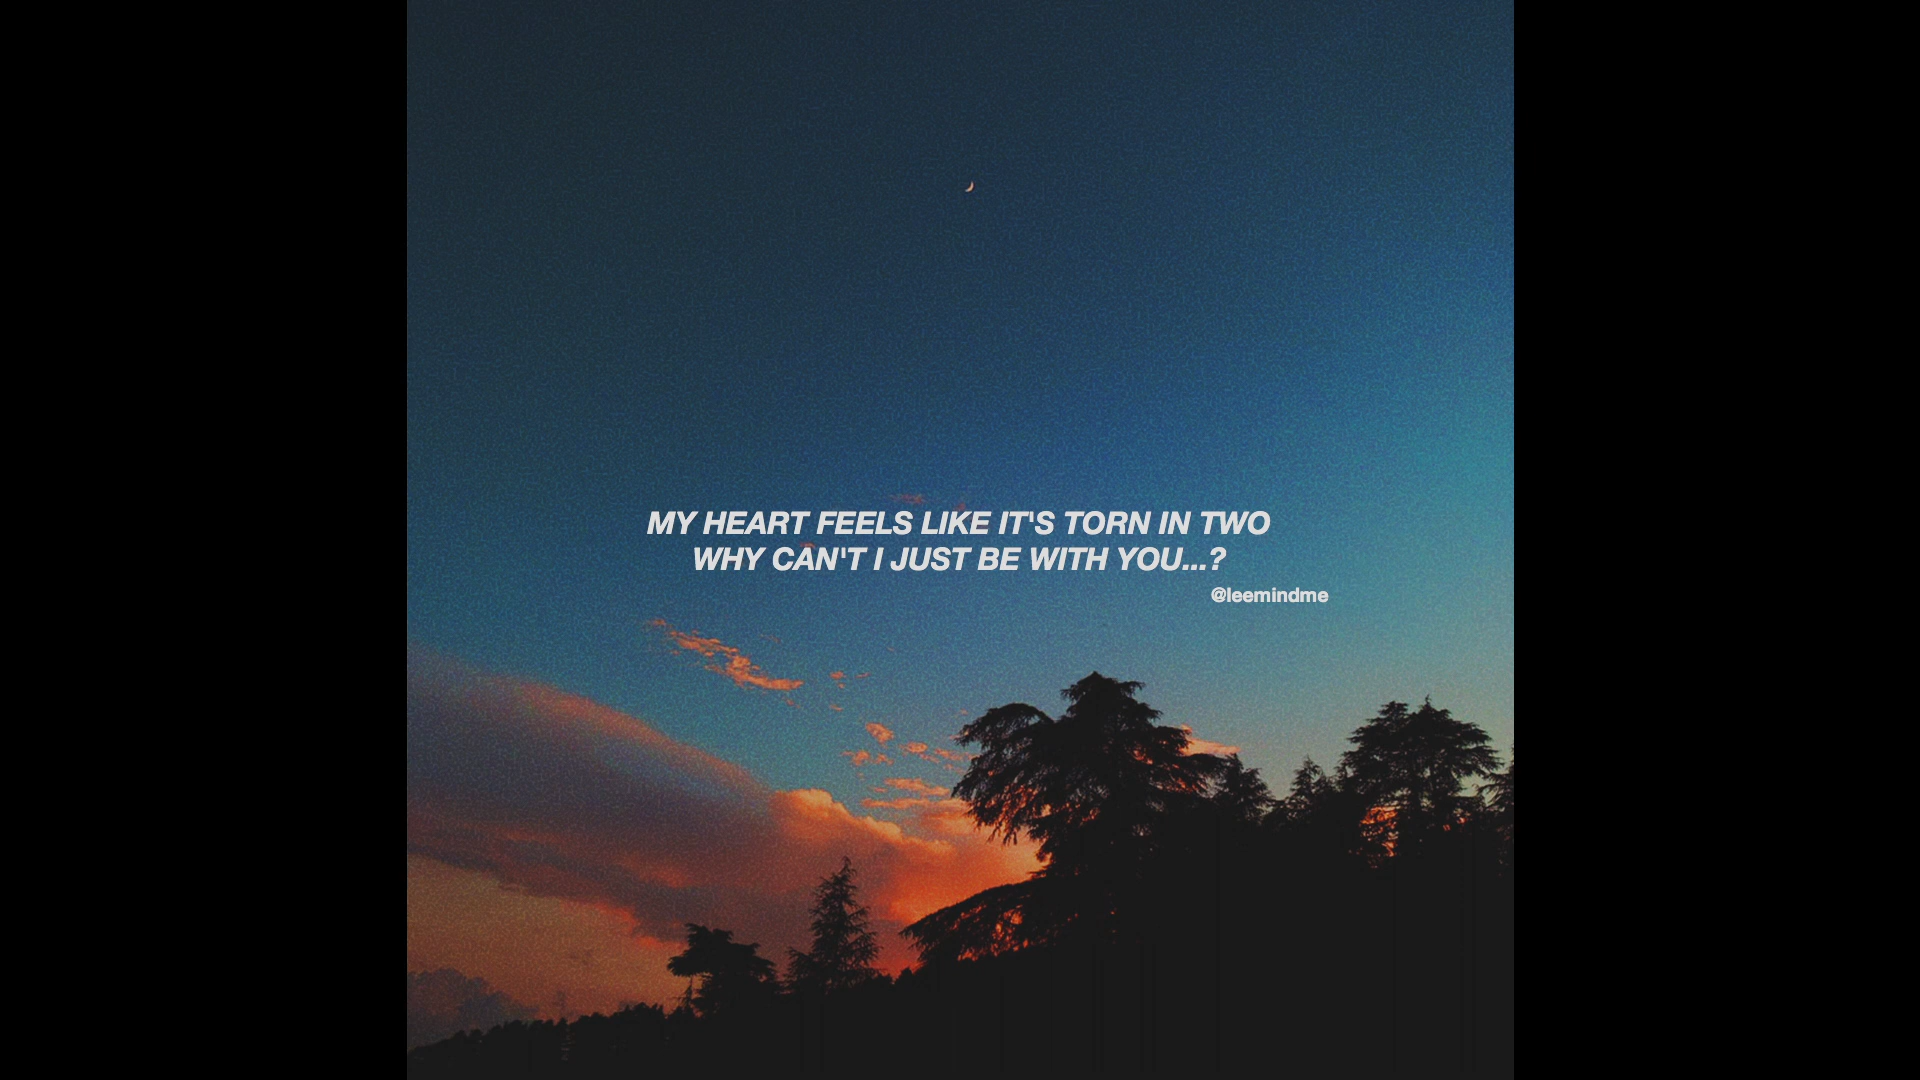 MY HEART FEELS LIKE IT'S TORN IN TWO
WHY CAN'T I JUST BE WITH YOU...?
@leemindme